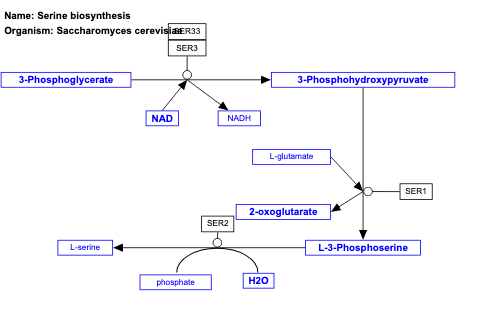 Name: Serine biosynthesis
Organism: Saccharomyces cerevisiae
SER33
SER3
3-Phosphoglycerate
3-Phosphohydroxypyruvate
NAD
NADH
L-glutamate
SER1
2-oxoglutarate
SER2
L-serine
L-3-Phosphoserine
phosphate
H2O